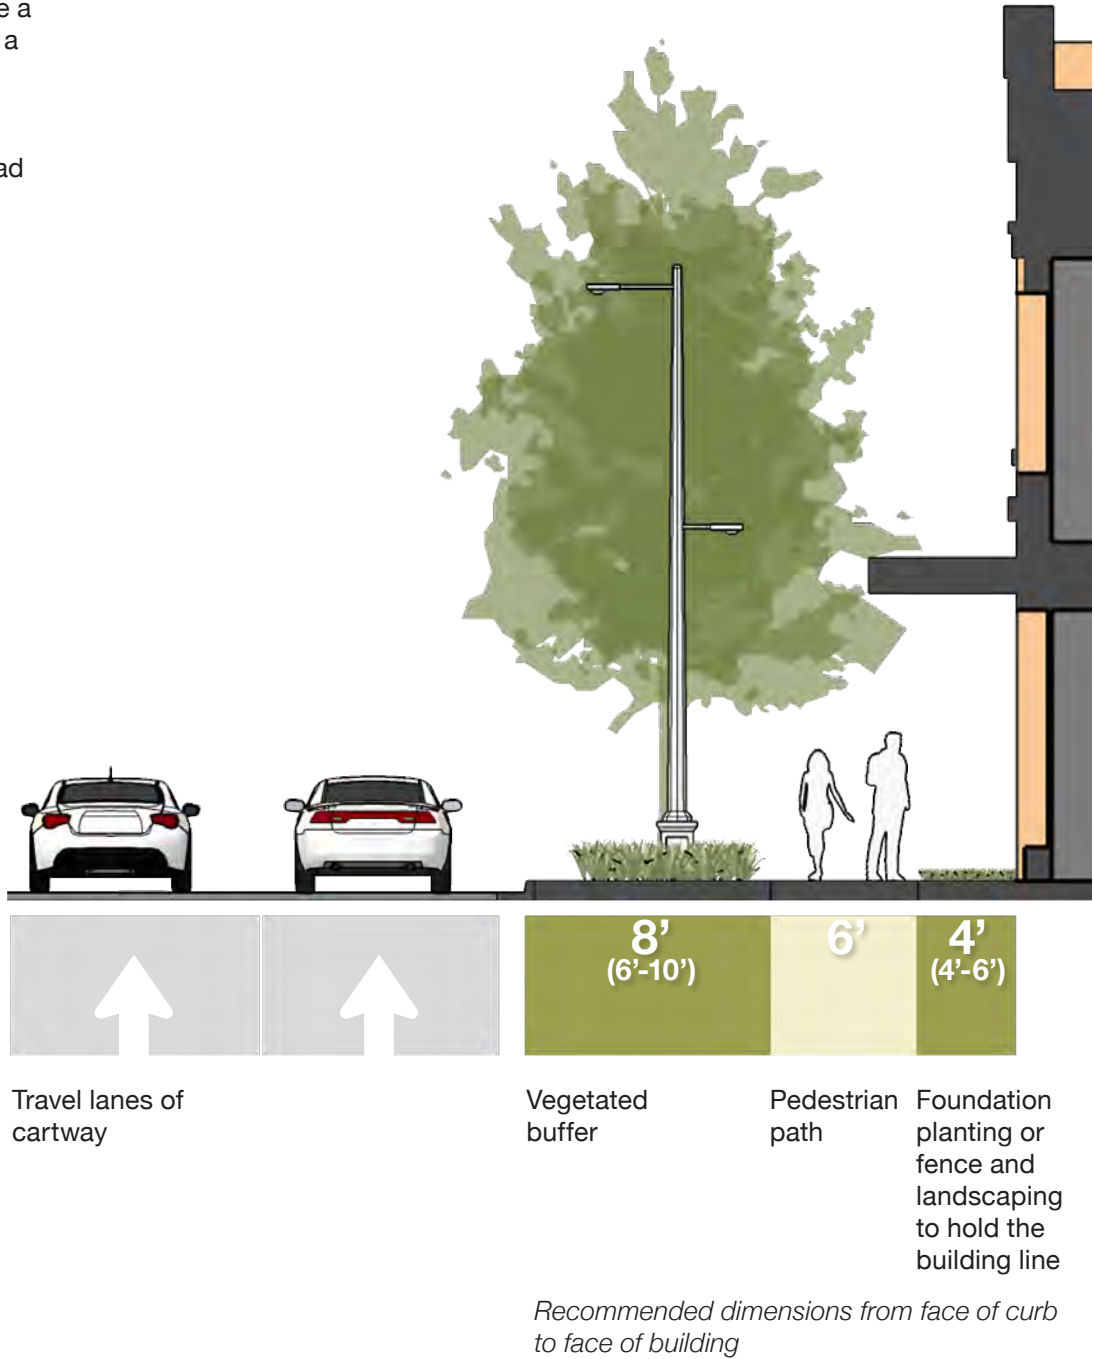 e a
a
ad
8’
(6’-10’)
6’
4’
(4’-6’)
Travel lanes of
cartway
Vegetated
buffer
Pedestrian
path
Foundation
planting or
fence and
landscaping
to hold the
building line
Recommended dimensions from face of curb
to face of building